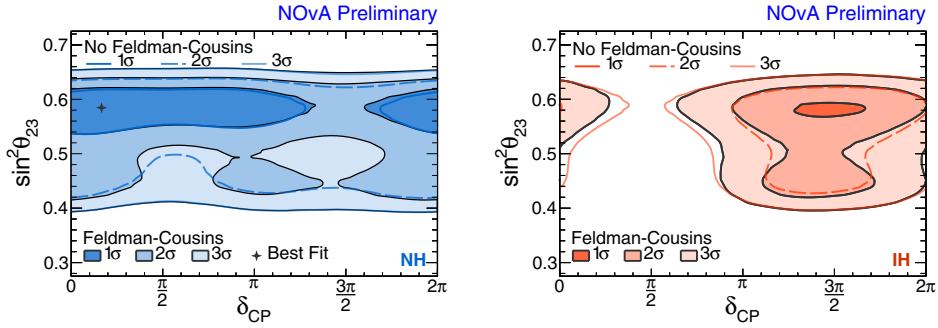 NOvA Preliminary
0.7
0.6
0.5
0.4
0.3
sin²θ23
No Feldman-Cousins
1σ 2σ 3σ
Feldman-Cousins
1σ 2σ 3σ Best Fit
NH
0 π/2 π 3π/2 2π
δCP
NOvA Preliminary
0.7
0.6
0.5
0.4
0.3
sin²θ23
No Feldman-Cousins
1σ 2σ 3σ
Feldman-Cousins
1σ 2σ 3σ
IH
0 π/2 π 3π/2 2π
δCP